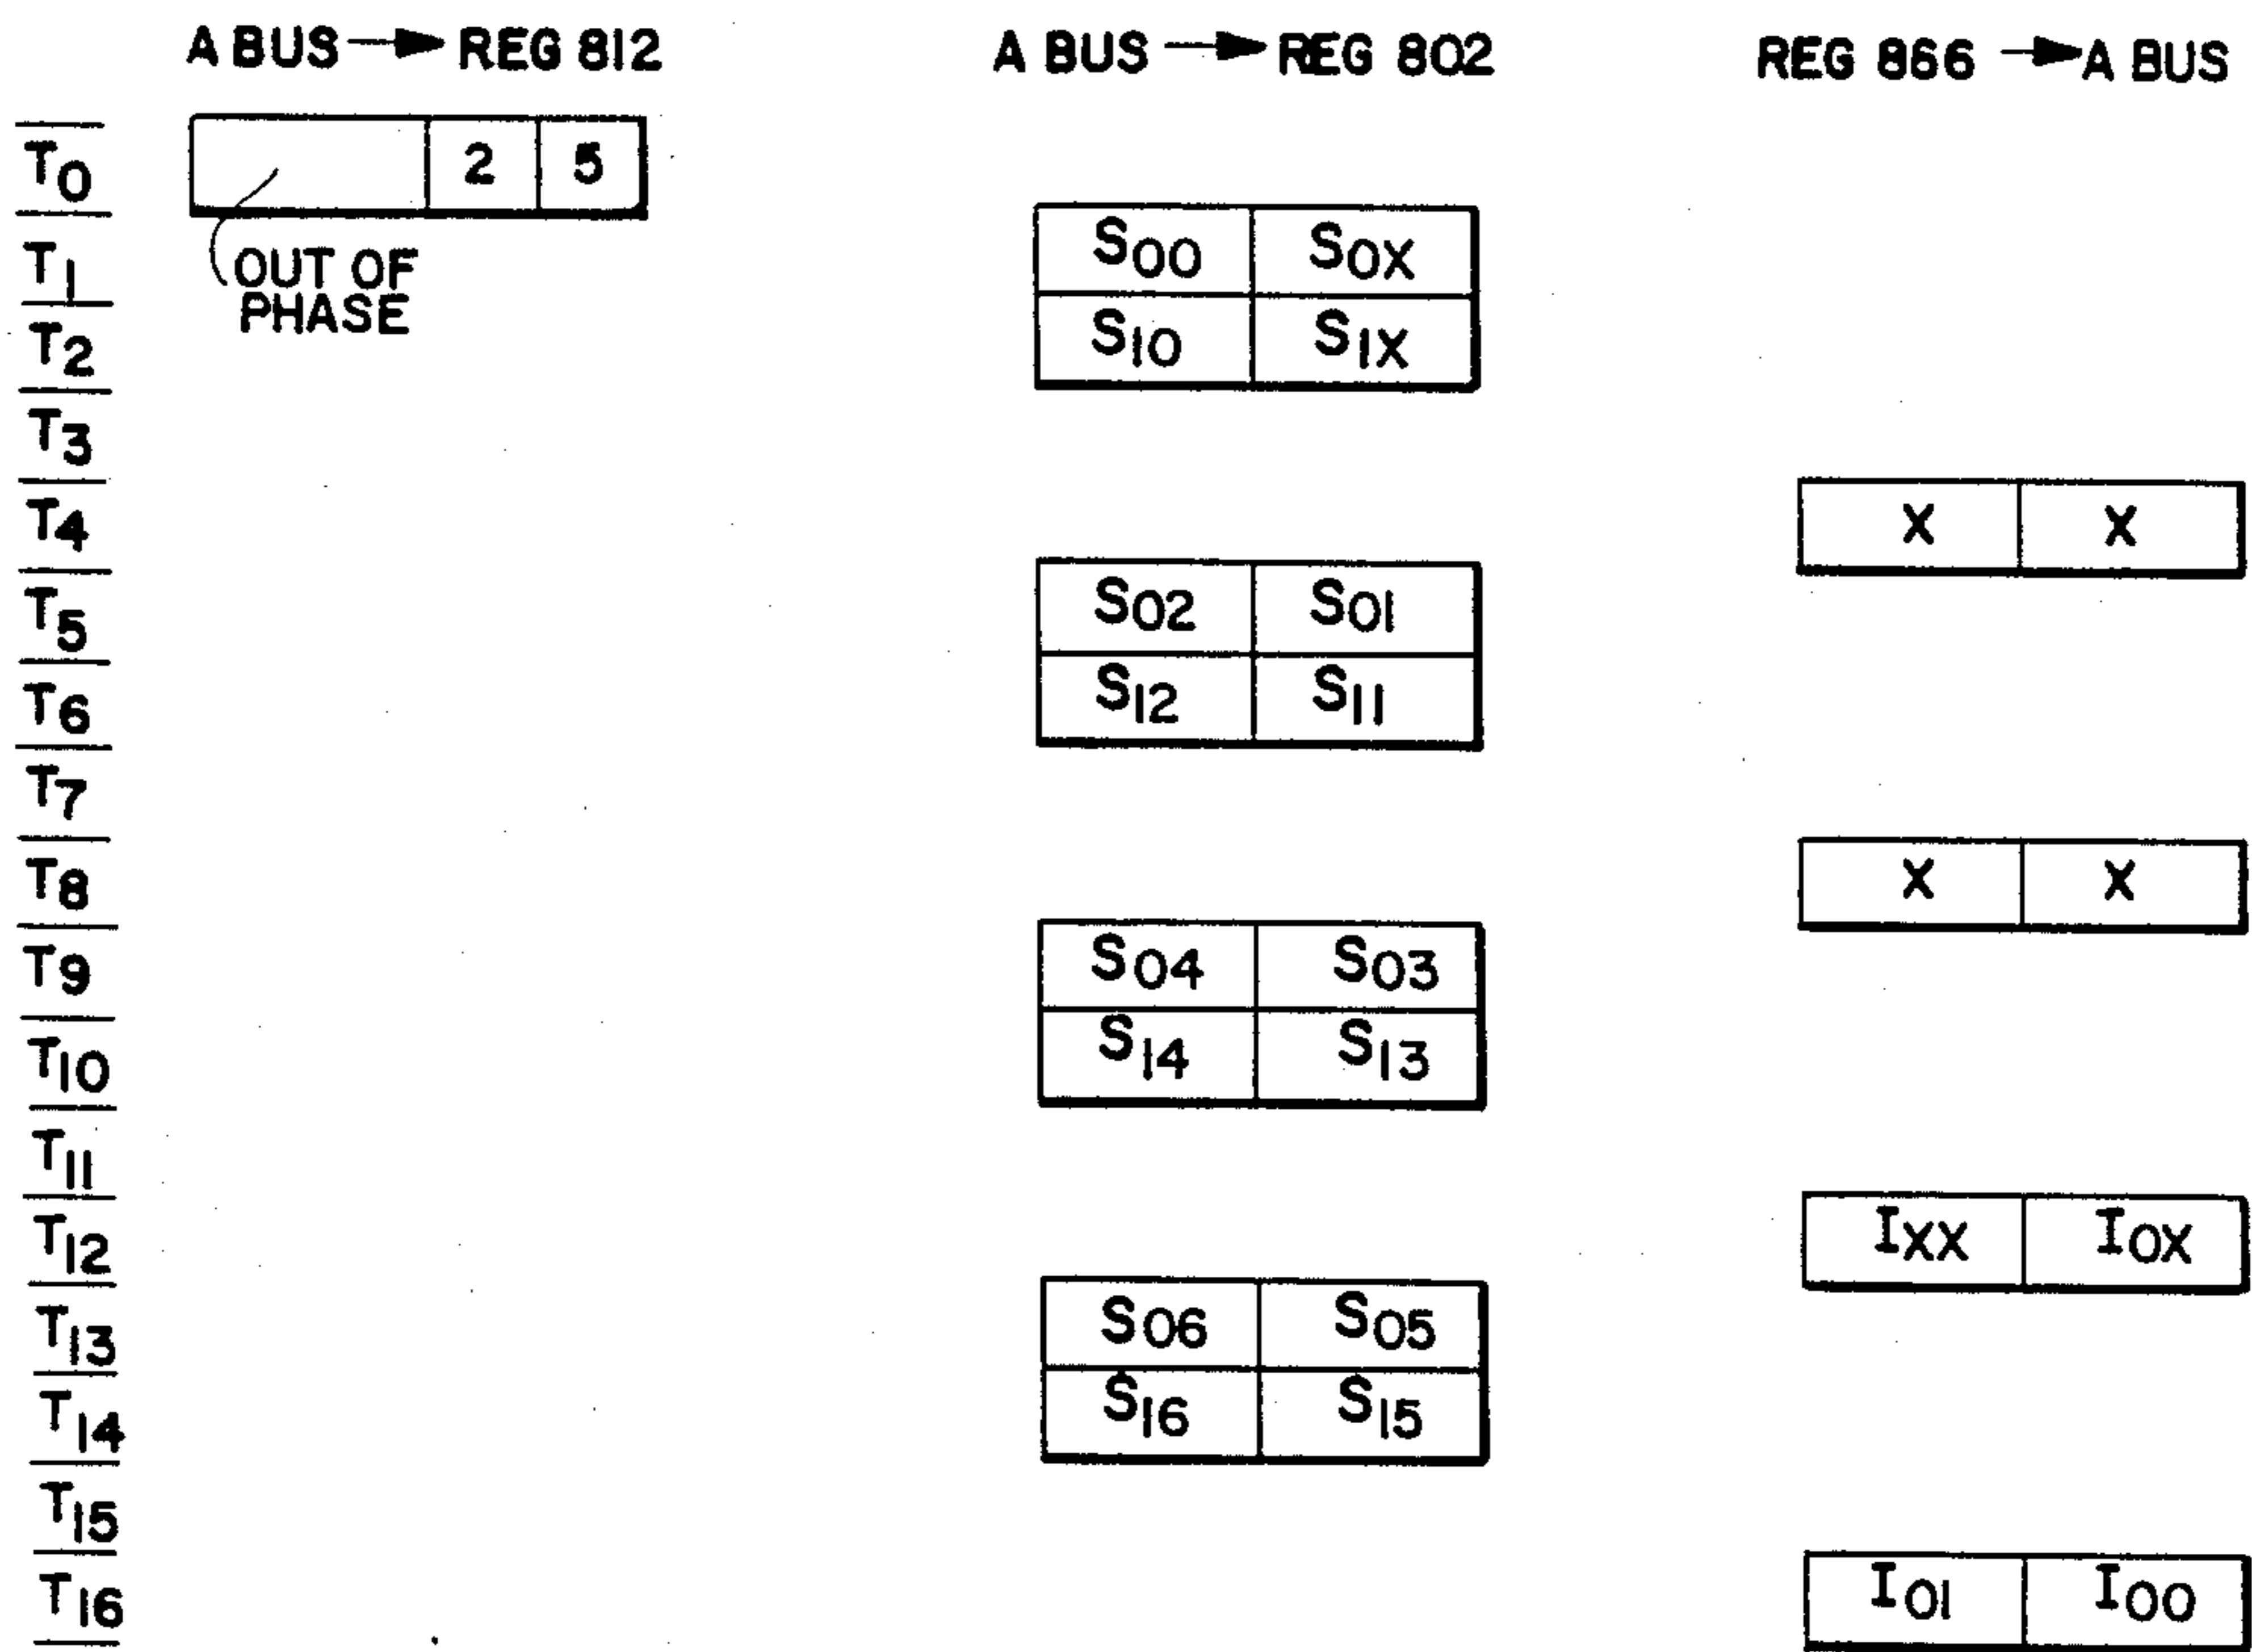 A BUS → REG 812 A BUS → REG 802 REG 866 → A BUS
T0 2 5
T1 OUT OF S00 S0X
PHASE
T2 S10 S1X
T3
T4 X X
T5 S02 S01
T6 S12 S11
T7
T8 X X
T9 S04 S03
T10 S14 S13
T11
T12 IXX I0X
T13 S06 S05
T14 S16 S15
T15
T16 I01 I00